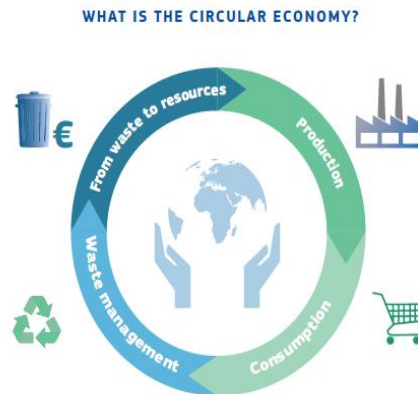 WHAT IS THE CIRCULAR ECONOMY?
From waste to resources
Production
€
Waste management
Consumption